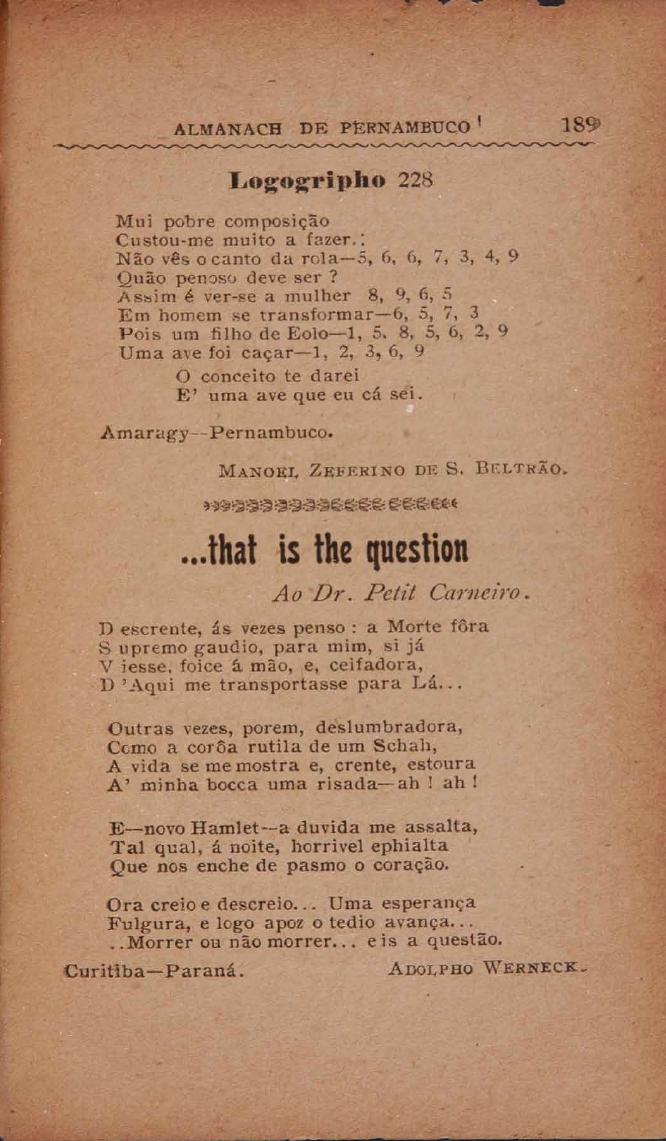 ALMANACH DE PERNAMBUCO 189
Logogripho 228
Mui pobre composição
Custou-me muito a fazer.:
Não vês o canto da rola—5, 6, 6, 7, 3, 4, 9
Quão penoso deve ser ?
Assim é ver-se a mulher 8, 9, 6, 5
Em homem se transformar—6, 5, 7, 3
Pois um filho de Eolo—1, 5. 8, 5, 6, 2, 9
Uma ave foi caçar—1, 2, 3, 6, 9
O conceito te darei
E' uma ave que eu cá sei.
Amaragy—Pernambuco.
MANOEL ZEFERINO DE S. BELTRÃO.
...that is the question
Ao Dr. Petit Carneiro.
D escrente, ás vezes penso : a Morte fôra
S upremo gaudio, para mim, si já
V iesse, foice á mão, e, ceifadora,
D 'Aqui me transportasse para Lá...
Outras vezes, porem, deslumbradora,
Como a corôa rutila de um Schah,
A vida se me mostra e, crente, estoura
A' minha bocca uma risada—ah ! ah !
E—novo Hamlet—a duvida me assalta,
Tal qual, á noite, horrivel ephialta
Que nos enche de pasmo o coração.
Ora creio e descreio... Uma esperança
Fulgura, e logo apoz o tedio avança...
..Morrer ou não morrer... eis a questão.
Curitiba—Paraná. ADOLPHO WERNECK.